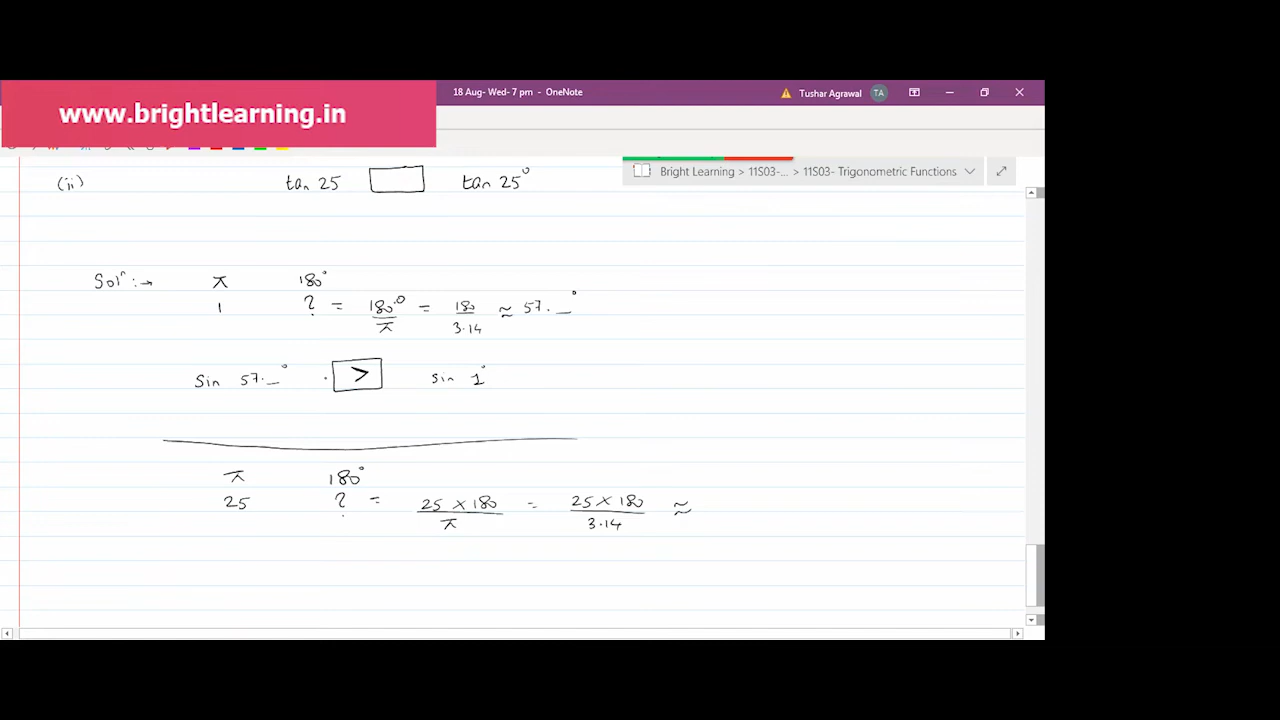 18 Aug- Wed- 7 pm - OneNote
Tushar Agrawal TA
www.brightlearning.in
Bright Learning > 11S03-... > 11S03- Trigonometric Functions
(ii) tan 25 tan 25°
Solⁿ :→ π 180°
1 ? = 180°/π = 180/3.14 ≈ 57._°
sin 57._° > sin 1°
π 180°
25 ? = 25 × 180/π = 25 × 180/3.14 ≈